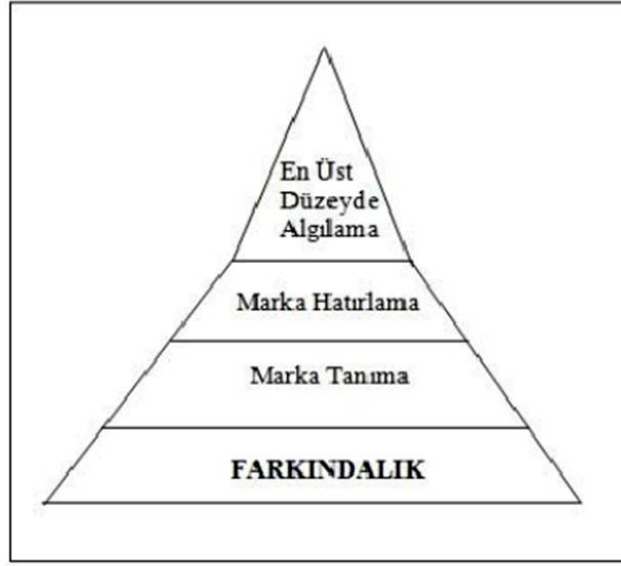 En Üst
Düzeyde
Algılama
Marka Hatırlama
Marka Tanıma
FARKINDALIK